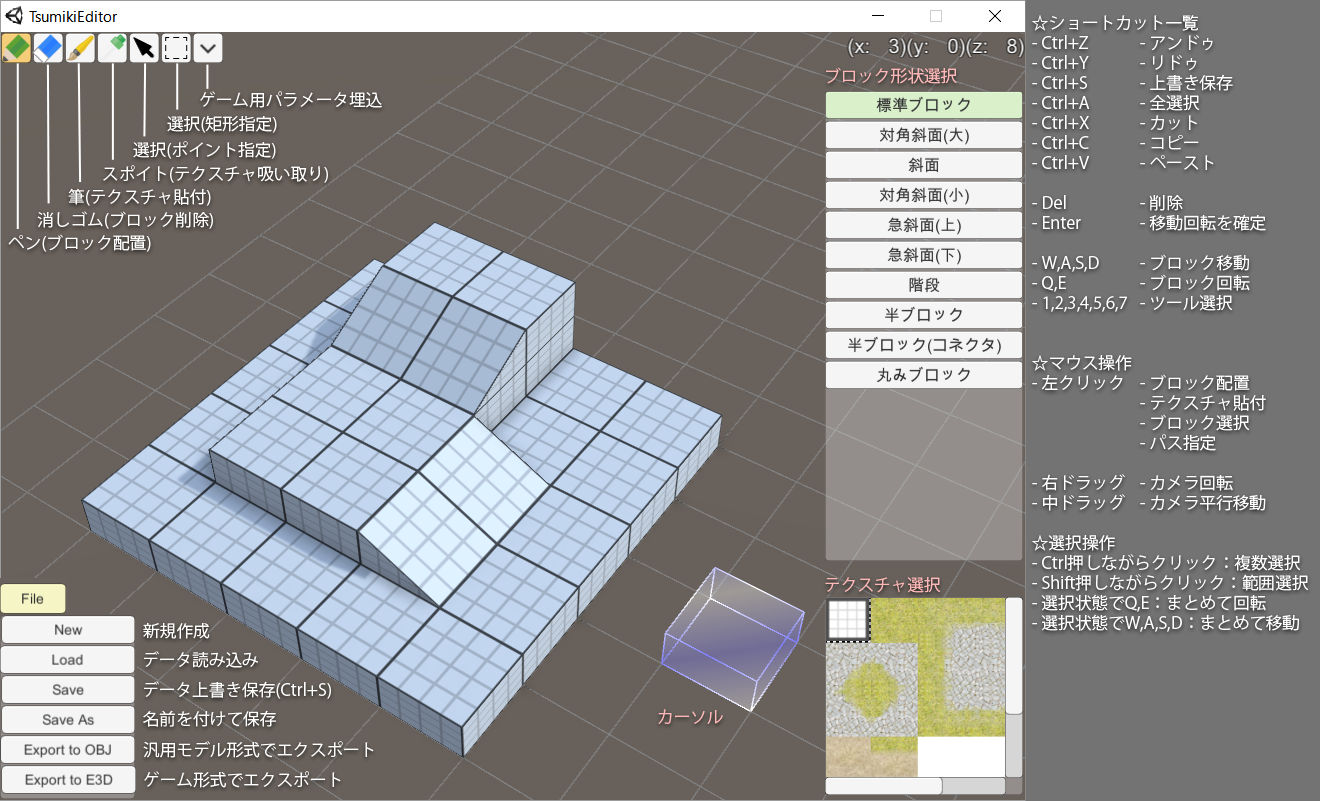 TsumikiEditor
(x: 3)(y: 0)(z: 8)
ゲーム用パラメータ埋込
選択(矩形指定)
選択(ポイント指定)
スポイト(テクスチャ吸い取り)
筆(テクスチャ貼付)
消しゴム(ブロック削除)
ペン(ブロック配置)
ブロック形状選択
標準ブロック
対角斜面(大)
斜面
対角斜面(小)
急斜面(上)
急斜面(下)
階段
半ブロック
半ブロック(コネクタ)
丸みブロック
テクスチャ選択
カーソル
File
New 新規作成
Load データ読み込み
Save データ上書き保存(Ctrl+S)
Save As 名前を付けて保存
Export to OBJ 汎用モデル形式でエクスポート
Export to E3D ゲーム形式でエクスポート
☆ショートカット一覧
- Ctrl+Z - アンドゥ
- Ctrl+Y - リドゥ
- Ctrl+S - 上書き保存
- Ctrl+A - 全選択
- Ctrl+X - カット
- Ctrl+C - コピー
- Ctrl+V - ペースト
- Del - 削除
- Enter - 移動回転を確定
- W,A,S,D - ブロック移動
- Q,E - ブロック回転
- 1,2,3,4,5,6,7 - ツール選択
☆マウス操作
- 左クリック - ブロック配置
- テクスチャ貼付
- ブロック選択
- パス指定
- 右ドラッグ - カメラ回転
- 中ドラッグ - カメラ平行移動
☆選択操作
- Ctrl押しながらクリック：複数選択
- Shift押しながらクリック：範囲選択
- 選択状態でQ,E：まとめて回転
- 選択状態でW,A,S,D：まとめて移動